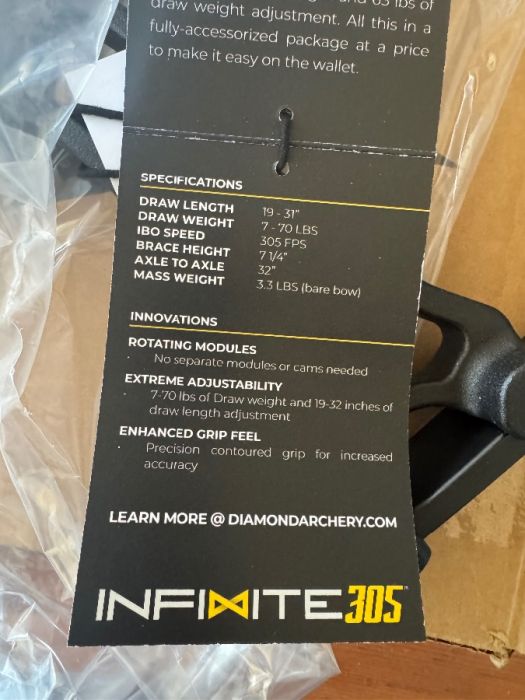 draw weight adjustment. All this in a
fully-accessorized package at a price
to make it easy on the wallet.
SPECIFICATIONS
DRAW LENGTH 19 - 31"
DRAW WEIGHT 7 - 70 LBS
IBO SPEED 305 FPS
BRACE HEIGHT 7 1/4"
AXLE TO AXLE 32"
MASS WEIGHT 3.3 LBS (bare bow)
INNOVATIONS
ROTATING MODULES
· No separate modules or cams needed
EXTREME ADJUSTABILITY
· 7-70 lbs of Draw weight and 19-32 inches of
draw length adjustment
ENHANCED GRIP FEEL
· Precision contoured grip for increased
accuracy
LEARN MORE @ DIAMONDARCHERY.COM
INFINITE 305™